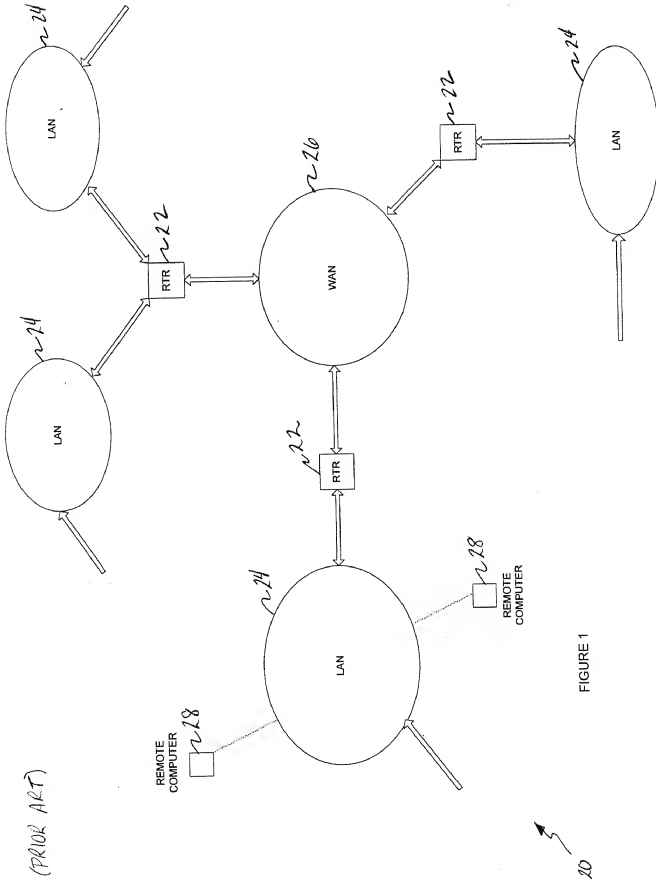 (PRIOR ART)
REMOTE
COMPUTER
28
LAN
24
REMOTE
COMPUTER
28
RTR
22
LAN
24
RTR
22
LAN
24
WAN
26
RTR
22
LAN
24
20
FIGURE 1